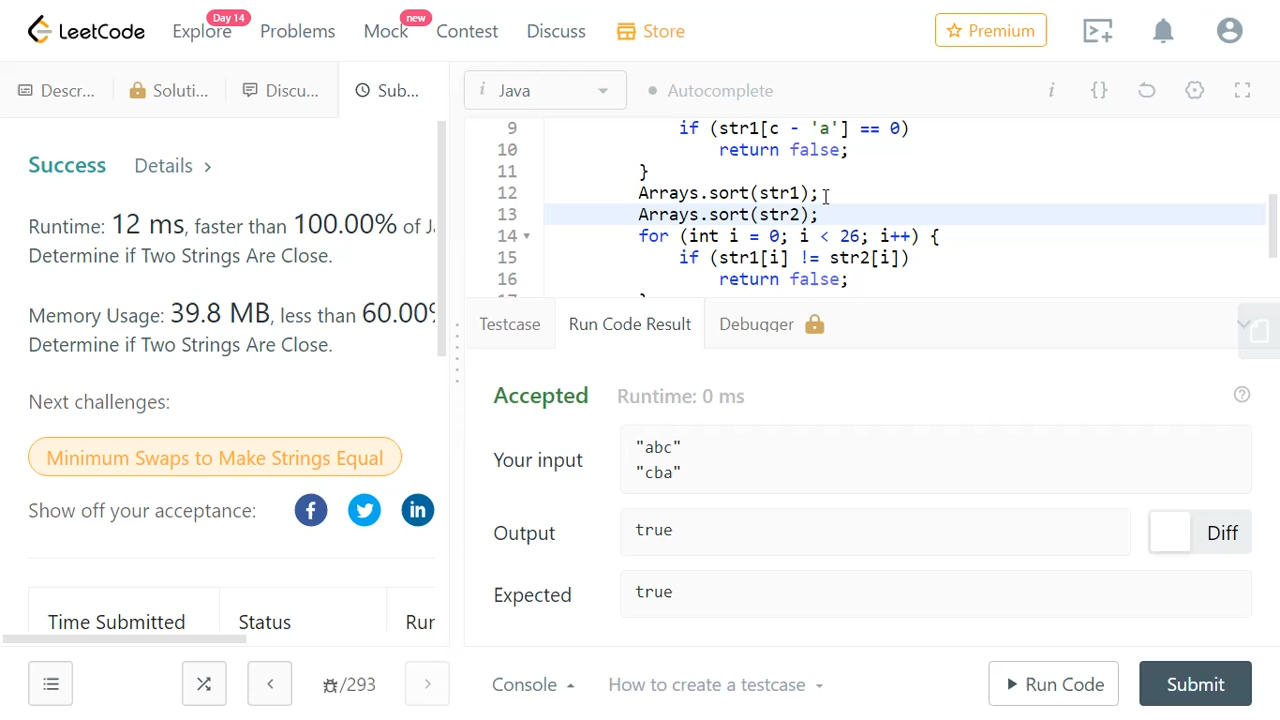 LeetCode
Explore
Day 14
Problems
Mock
new
Contest
Discuss
Store
Premium
Descr...
Soluti...
Discu...
Sub...
i Java
Autocomplete
i
{}
Success
Details >
Runtime: 12 ms, faster than 100.00% of
Determine if Two Strings Are Close.
Memory Usage: 39.8 MB, less than 60.00%
Determine if Two Strings Are Close.
Next challenges:
Minimum Swaps to Make Strings Equal
Show off your acceptance:
f
in
Time Submitted
Status
Rur
9 if (str1[c - 'a'] == 0)
10 return false;
11 }
12 Arrays.sort(str1);
13 Arrays.sort(str2);
14 for (int i = 0; i < 26; i++) {
15 if (str1[i] != str2[i])
16 return false;
Testcase
Run Code Result
Debugger
Accepted
Runtime: 0 ms
?
Your input
"abc"
"cba"
Output
true
Diff
Expected
true
/293
Console
How to create a testcase
Run Code
Submit